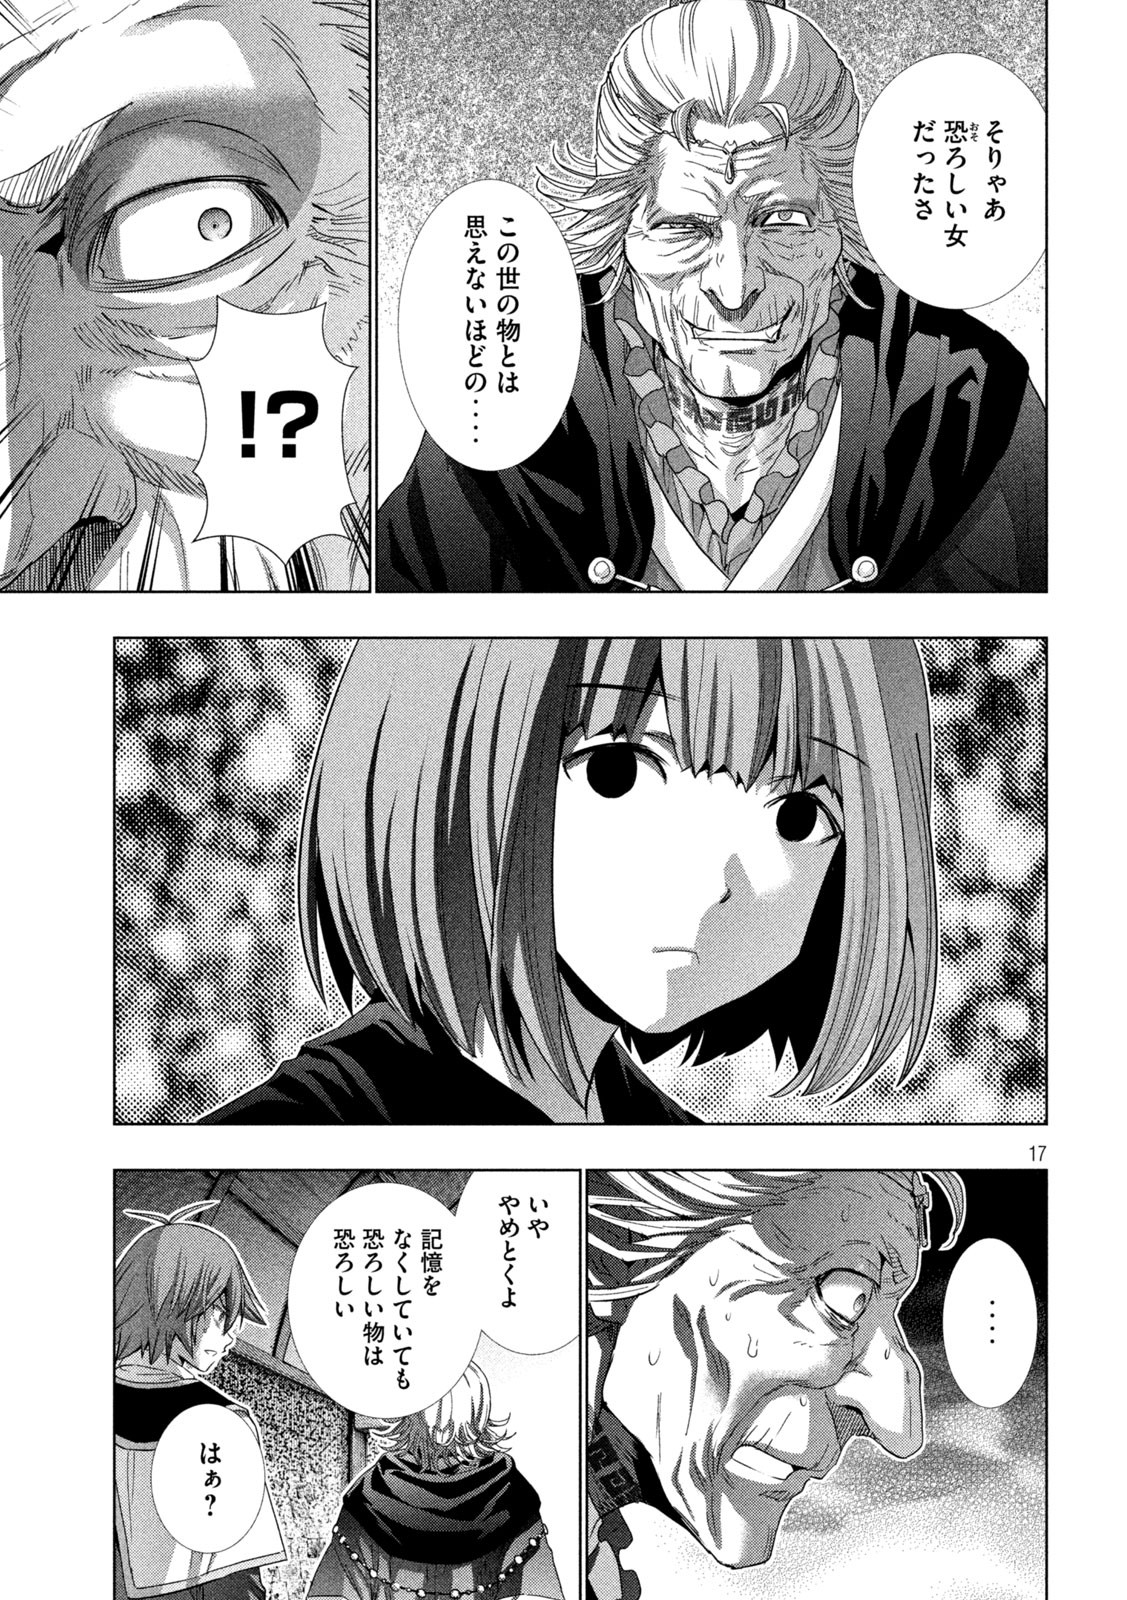 そりゃあ
恐ろしい女
だったさ
おそ
この世の物とは
思えないほどの
‥‥
!?
17
‥‥
いや
やめとくよ
記憶を
なくしていても
恐ろしい物は
恐ろしい
はぁ?